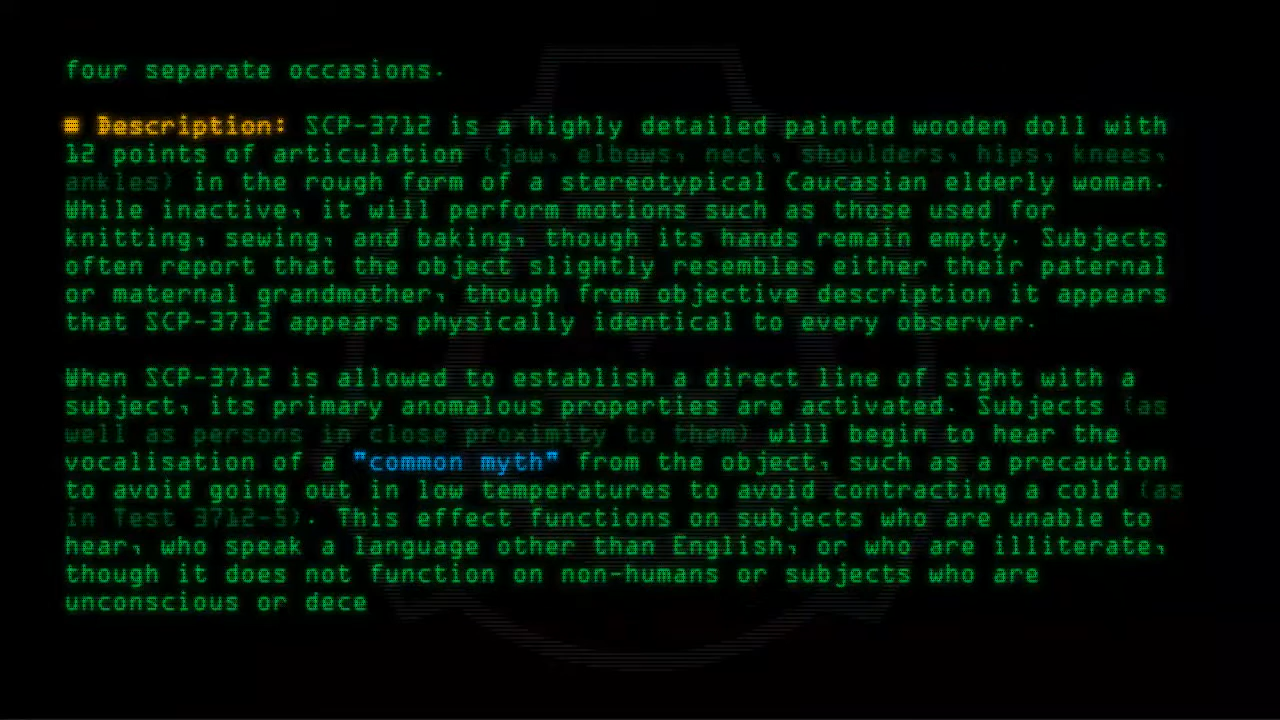 four separate occasions.
■ Description: SCP-3712 is a highly detailed painted wooden doll with
12 points of articulation (jaw, elbows, neck, shoulders, hips, knees,
ankles) in the rough form of a stereotypical Caucasian elderly woman.
While inactive, it will perform motions such as those used for
knitting, sewing, and baking, though its hands remain empty. Subjects
often report that the object slightly resembles either their paternal
or maternal grandmother, though from objective description it appears
that SCP-3712 appears physically identical to every observer.
When SCP-3712 is allowed to establish a direct line of sight with a
subject, its primary anomalous properties are activated. Subjects (as
well as persons in close proximity to them) will begin to hear the
vocalisation of a "common myth" from the object, such as a precaution
to avoid going out in low temperatures to avoid contracting a cold (as
in Test 3712-5). This effect functions on subjects who are unable to
hear, who speak a language other than English, or who are illiterate,
though it does not function on non-humans or subjects who are
unconscious or dece